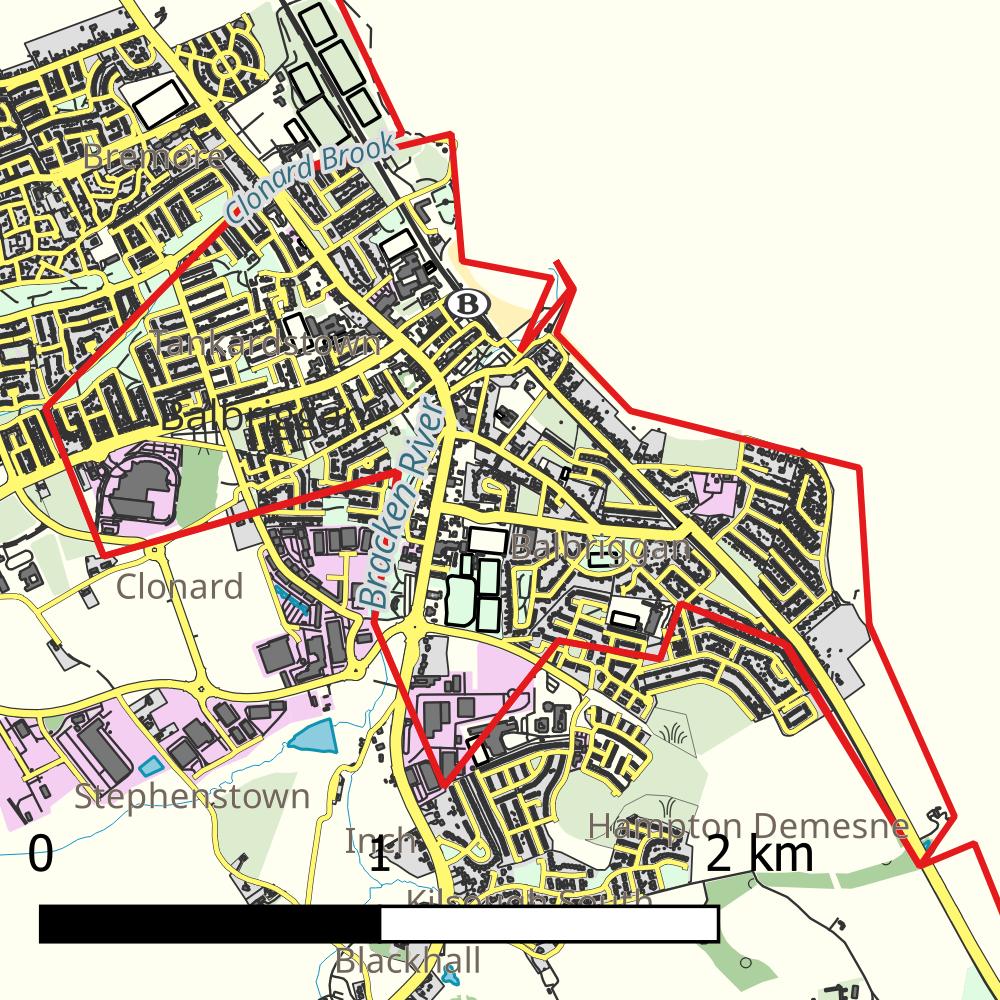 Clonard Brook
Bremore
B
Tankardstown
Balbriggan
Bracken River
Balbriggan
Clonard
Stephenstown
Hampton Demesne
Inch
0 1 2 km
Kilsough South
Blackhall